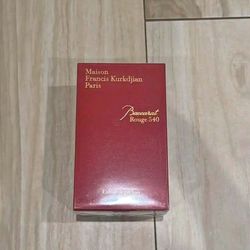 Maison
Francis Kurkdjian
Paris
Baccarat
Rouge 540